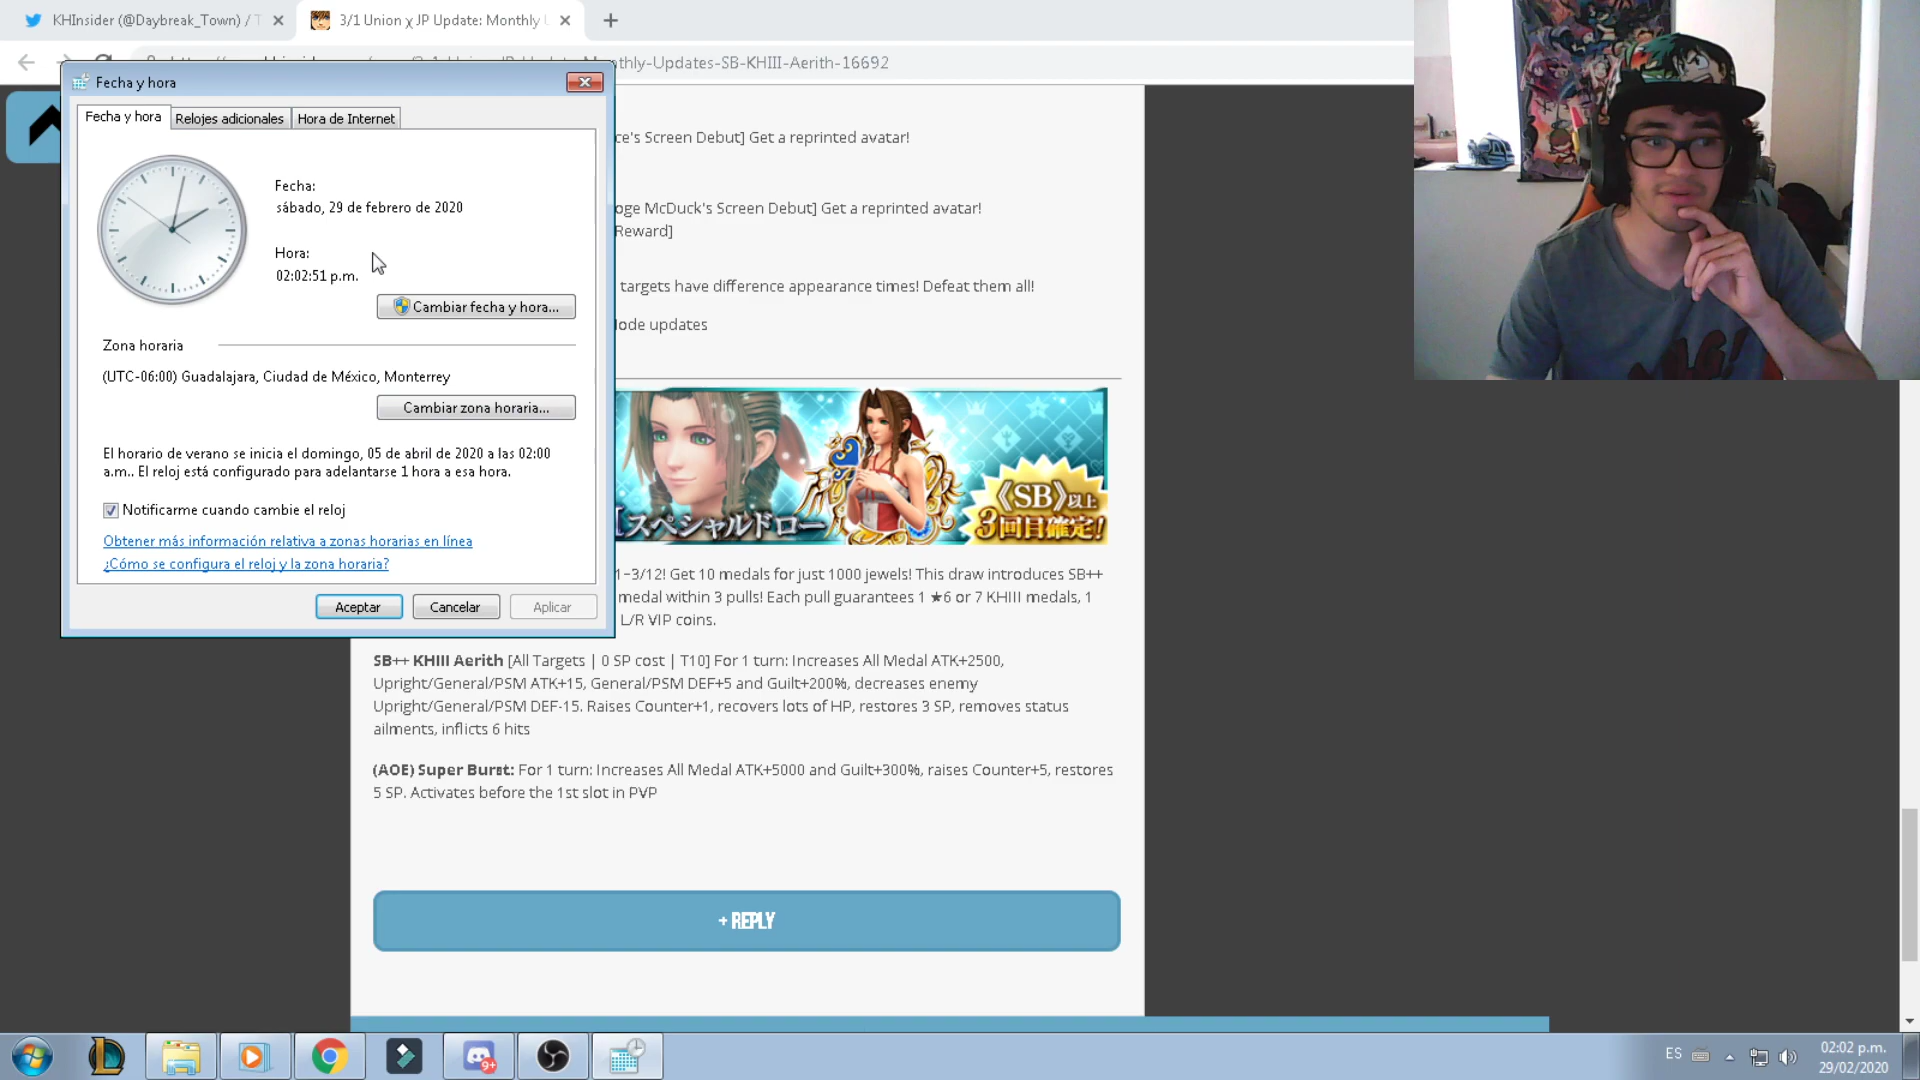 KHInsider (@Daybreak_Town) / T
3/1 Union χ JP Update: Monthly U
thly-Updates-SB-KHIII-Aerith-16692
Fecha y hora
Fecha y hora
Relojes adicionales
Hora de Internet
Fecha:
sábado, 29 de febrero de 2020
Hora:
02:02:51 p.m.
Cambiar fecha y hora...
Zona horaria
(UTC-06:00) Guadalajara, Ciudad de México, Monterrey
Cambiar zona horaria...
El horario de verano se inicia el domingo, 05 de abril de 2020 a las 02:00
a.m.. El reloj está configurado para adelantarse 1 hora a esa hora.
Notificarme cuando cambie el reloj
Obtener más información relativa a zonas horarias en línea
¿Cómo se configura el reloj y la zona horaria?
Aceptar
Cancelar
Aplicar
ce's Screen Debut] Get a reprinted avatar!
oge McDuck's Screen Debut] Get a reprinted avatar!
Reward]
targets have difference appearance times! Defeat them all!
lode updates
スペシャルドロー
《SB》以上
3回目確定!
1-3/12! Get 10 medals for just 1000 jewels! This draw introduces SB++
medal within 3 pulls! Each pull guarantees 1 ★6 or 7 KHIII medals, 1
L/R VIP coins.
SB++ KHIII Aerith [All Targets | 0 SP cost | T10] For 1 turn: Increases All Medal ATK+2500,
Upright/General/PSM ATK+15, General/PSM DEF+5 and Guilt+200%, decreases enemy
Upright/General/PSM DEF-15. Raises Counter+1, recovers lots of HP, restores 3 SP, removes status
ailments, inflicts 6 hits
(AOE) Super Burst: For 1 turn: Increases All Medal ATK+5000 and Guilt+300%, raises Counter+5, restores
5 SP. Activates before the 1st slot in PVP
+ REPLY
9+
ES
02:02 p.m.
29/02/2020